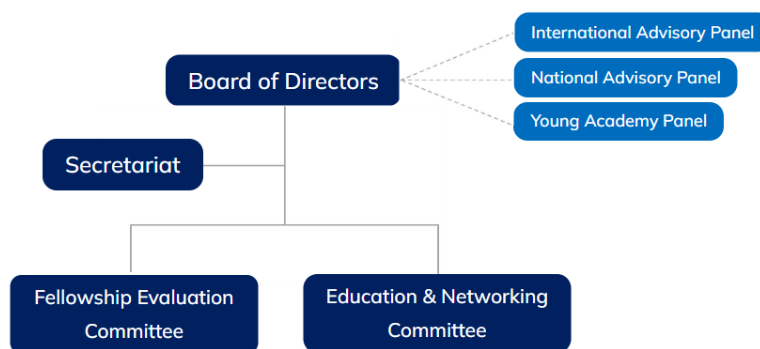 International Advisory Panel
Board of Directors
National Advisory Panel
Young Academy Panel
Secretariat
Fellowship Evaluation
Committee
Education & Networking
Committee